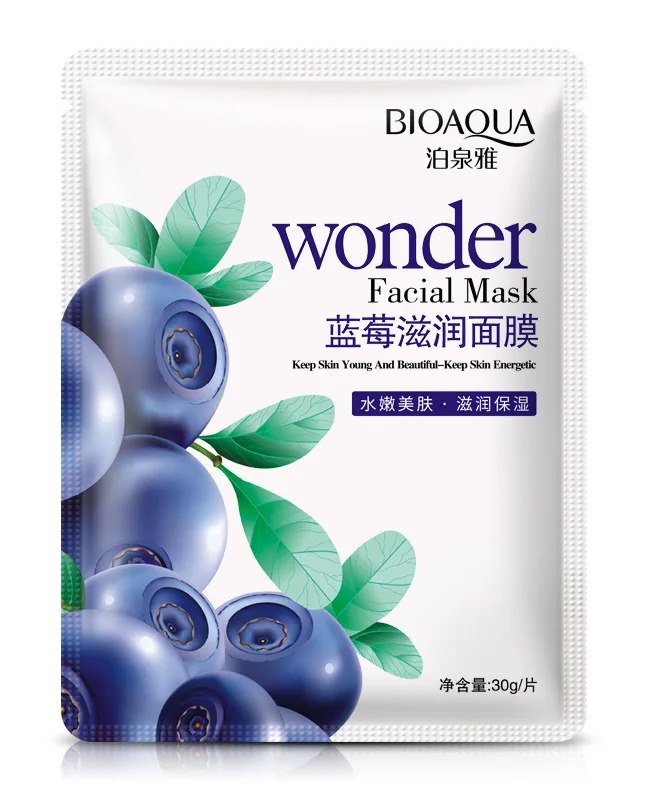 BIOAQUA
泊泉雅
wonder
Facial Mask
蓝莓滋润面膜
Keep Skin Young And Beautiful-Keep Skin Energetic
水嫩美肤·滋润保湿
净含量:30g/片